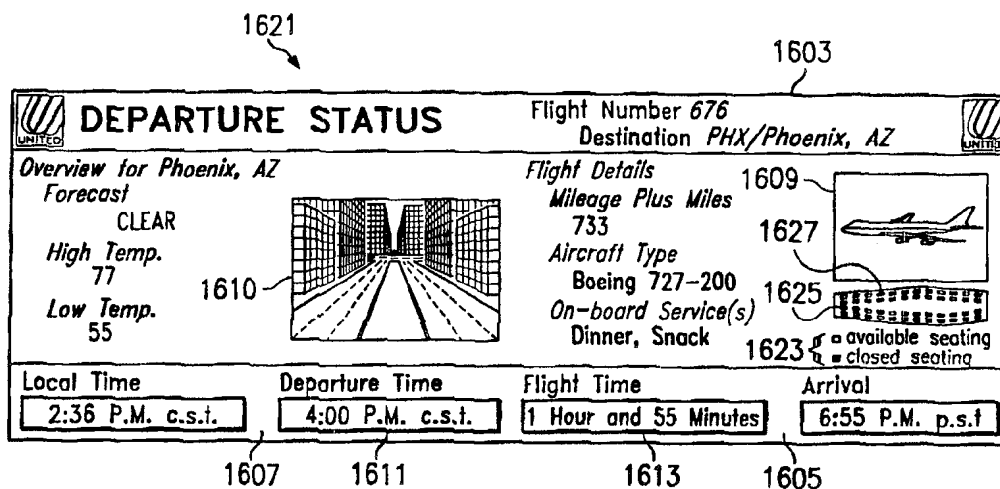 1621
1603
UNITED
DEPARTURE STATUS
Flight Number 676
Destination PHX/Phoenix, AZ
UNITED
Overview for Phoenix, AZ
Forecast
CLEAR
High Temp.
77
Low Temp.
55
1610
Flight Details
Mileage Plus Miles
733
Aircraft Type
Boeing 727-200
On-board Service(s)
Dinner, Snack
1609
1627
1625
1623
available seating
closed seating
Local Time
2:36 P.M. c.s.t.
Departure Time
4:00 P.M. c.s.t.
Flight Time
1 Hour and 55 Minutes
Arrival
6:55 P.M. p.s.t
1607
1611
1613
1605